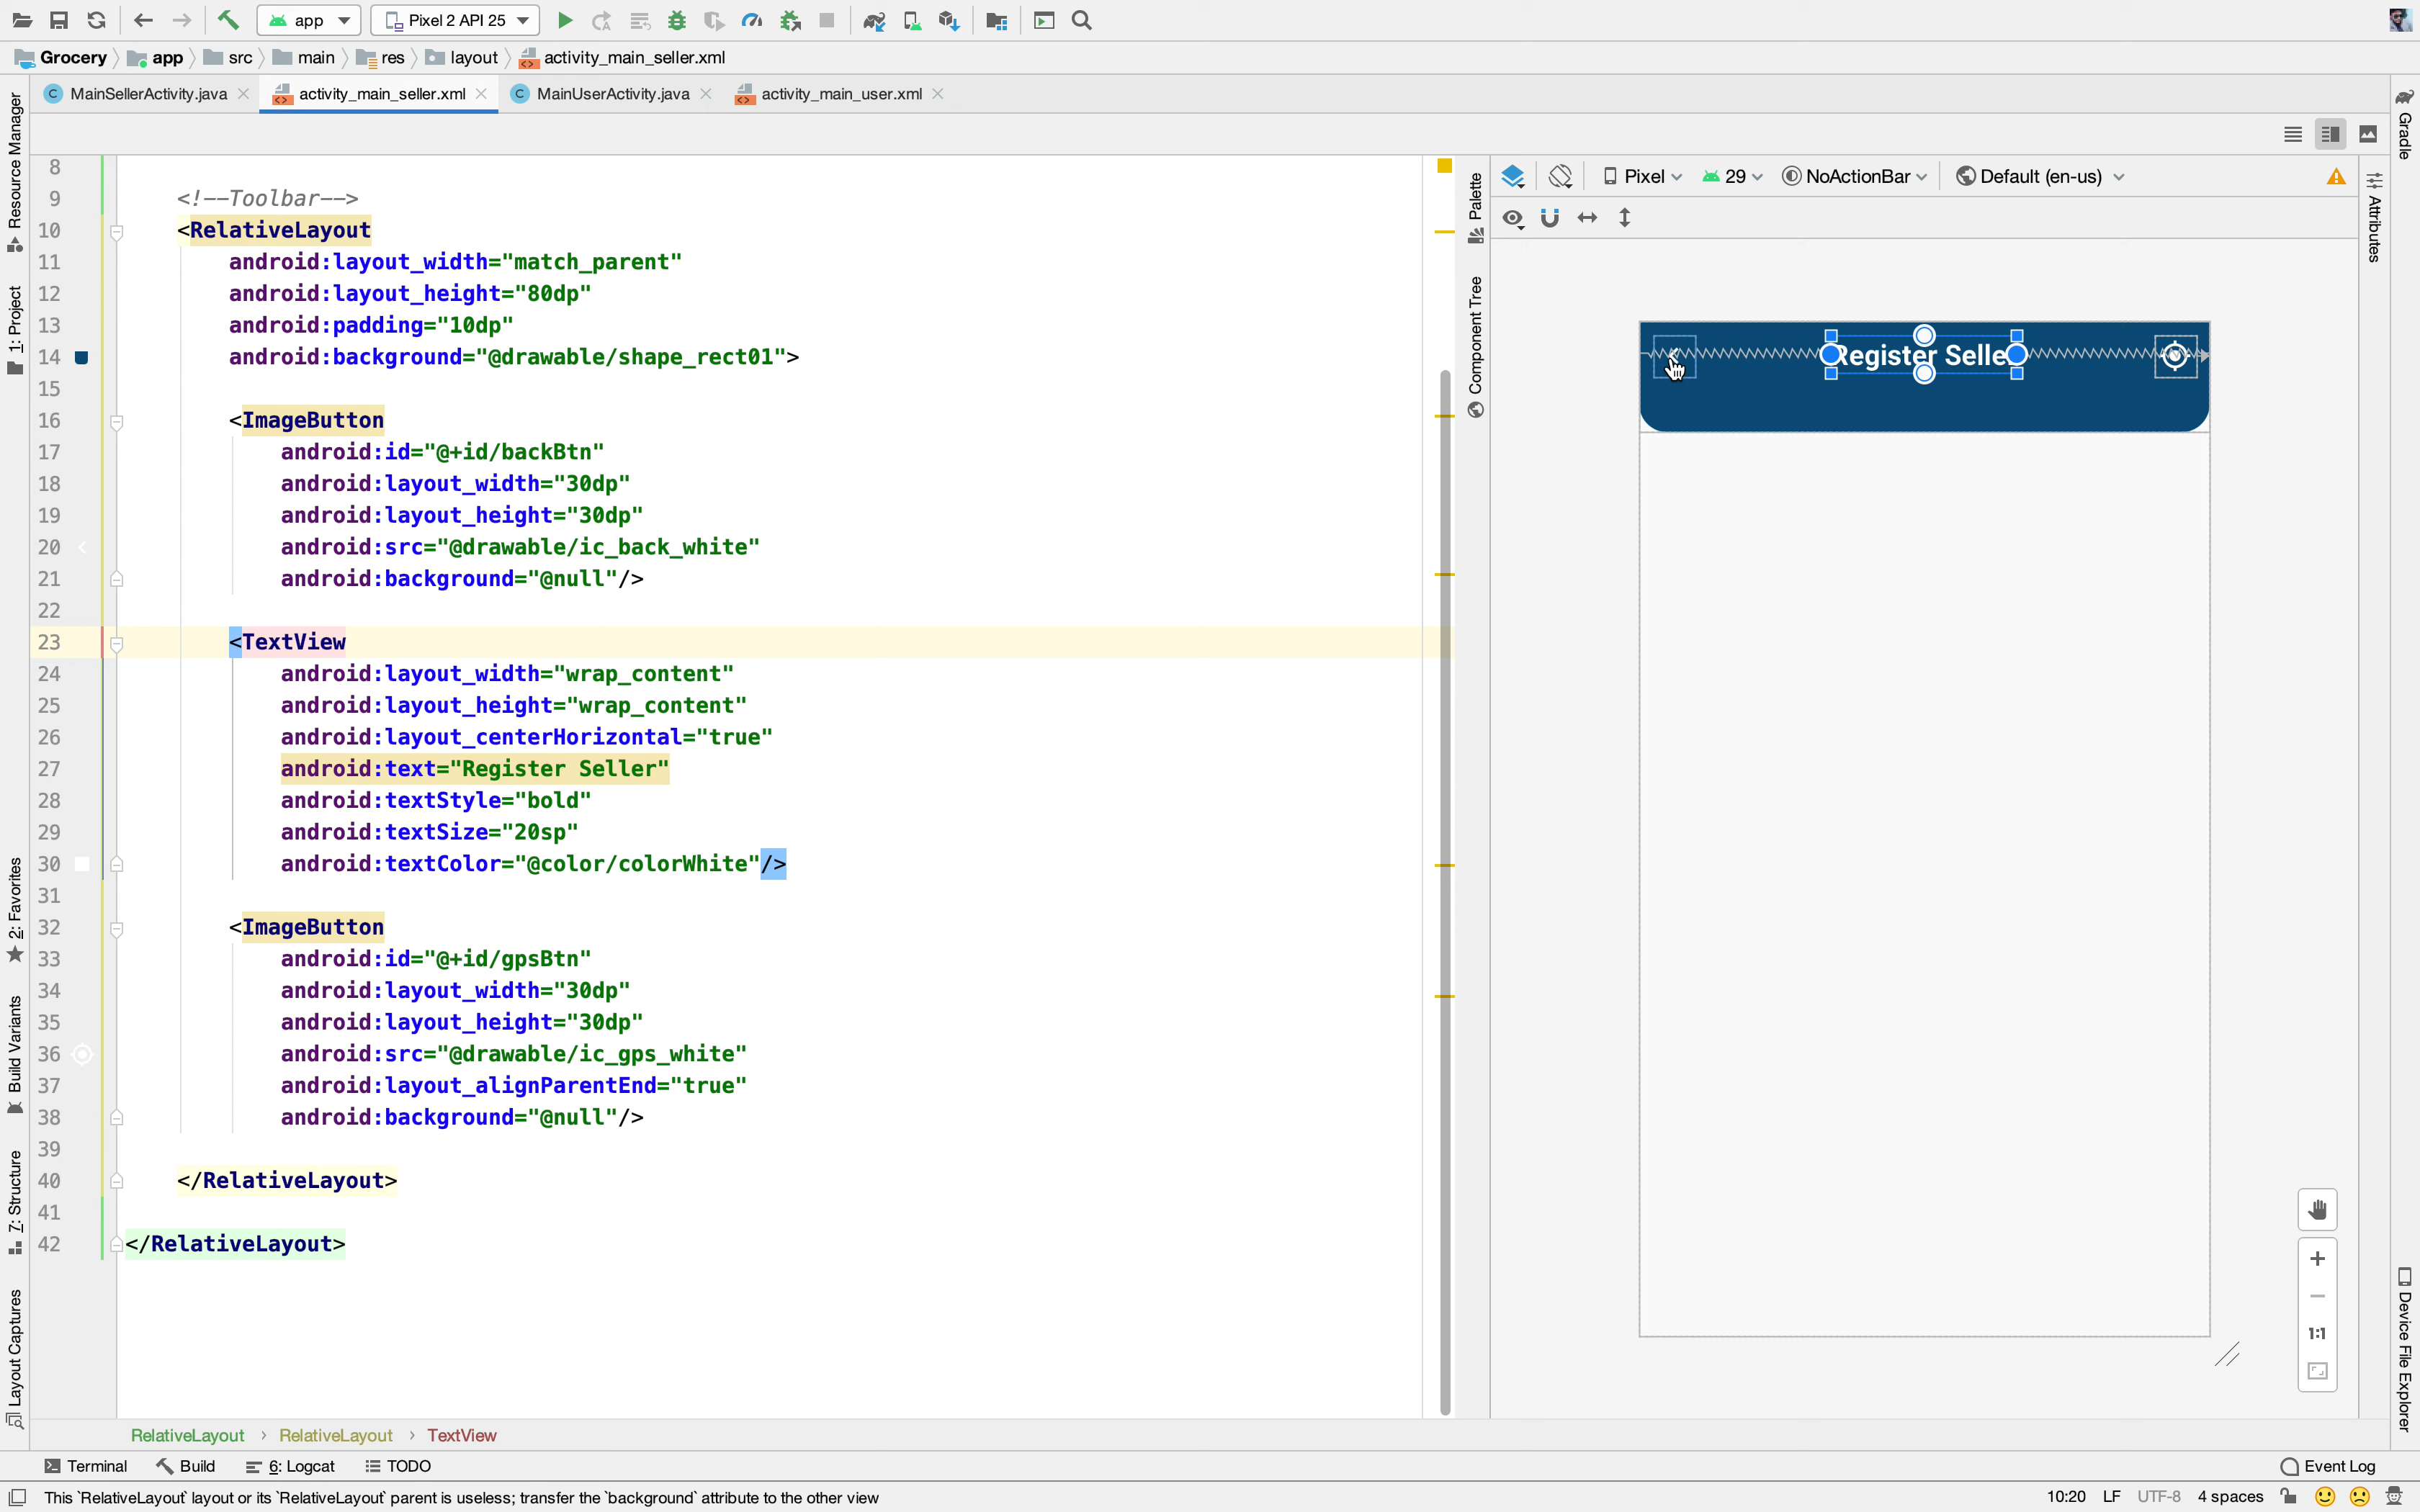 app
Pixel 2 API 25
Grocery
app
src
main
res
layout
activity_main_seller.xml
MainSellerActivity.java
activity_main_seller.xml
MainUserActivity.java
activity_main_user.xml
Resource Manager
1: Project
2: Favorites
Build Variants
7: Structure
Layout Captures
8
9 <!--Toolbar-->
10 <RelativeLayout
11 android:layout_width="match_parent"
12 android:layout_height="80dp"
13 android:padding="10dp"
14 android:background="@drawable/shape_rect01">
15
16 <ImageButton
17 android:id="@+id/backBtn"
18 android:layout_width="30dp"
19 android:layout_height="30dp"
20 android:src="@drawable/ic_back_white"
21 android:background="@null"/>
22
23 <TextView
24 android:layout_width="wrap_content"
25 android:layout_height="wrap_content"
26 android:layout_centerHorizontal="true"
27 android:text="Register Seller"
28 android:textStyle="bold"
29 android:textSize="20sp"
30 android:textColor="@color/colorWhite"/>
31
32 <ImageButton
33 android:id="@+id/gpsBtn"
34 android:layout_width="30dp"
35 android:layout_height="30dp"
36 android:src="@drawable/ic_gps_white"
37 android:layout_alignParentEnd="true"
38 android:background="@null"/>
39
40 </RelativeLayout>
41
42 </RelativeLayout>
Palette
Component Tree
Pixel
29
NoActionBar
Default (en-us)
Register Seller
1:1
Gradle
Attributes
Device File Explorer
RelativeLayout › RelativeLayout › TextView
Terminal
Build
6: Logcat
TODO
Event Log
This `RelativeLayout` layout or its `RelativeLayout` parent is useless; transfer the `background` attribute to the other view
10:20 LF UTF-8 4 spaces